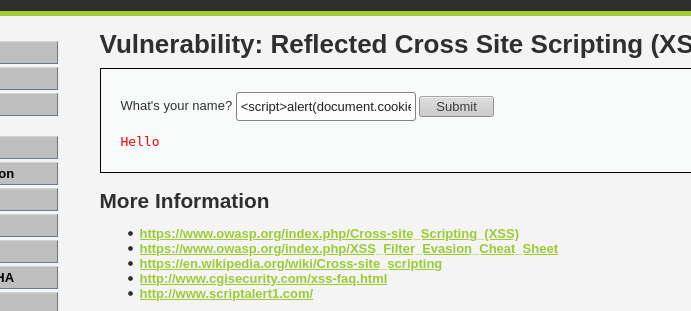 Vulnerability: Reflected Cross Site Scripting (XS
What's your name? <script>alert(document.cookie Submit
Hello
on
More Information
https://www.owasp.org/index.php/Cross-site_Scripting_(XSS)
https://www.owasp.org/index.php/XSS_Filter_Evasion_Cheat_Sheet
https://en.wikipedia.org/wiki/Cross-site_scripting
HA
http://www.cgisecurity.com/xss-faq.html
http://www.scriptalert1.com/